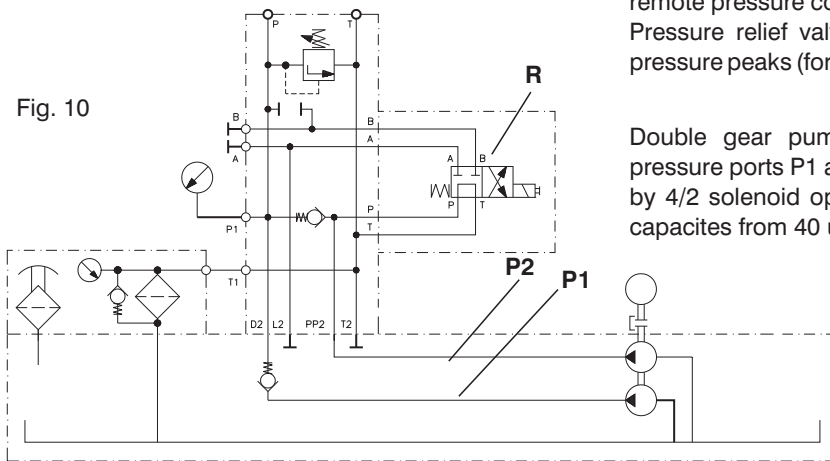 remote pressure co
Pressure relief val
pressure peaks (for
Double gear pum
pressure ports P1 a
by 4/2 solenoid op
capacites from 40 u
Fig. 10
P T
R
B B
A A
A B
P T
P1 P
T
T1
P2
P1
D2 L2 PP2 T2